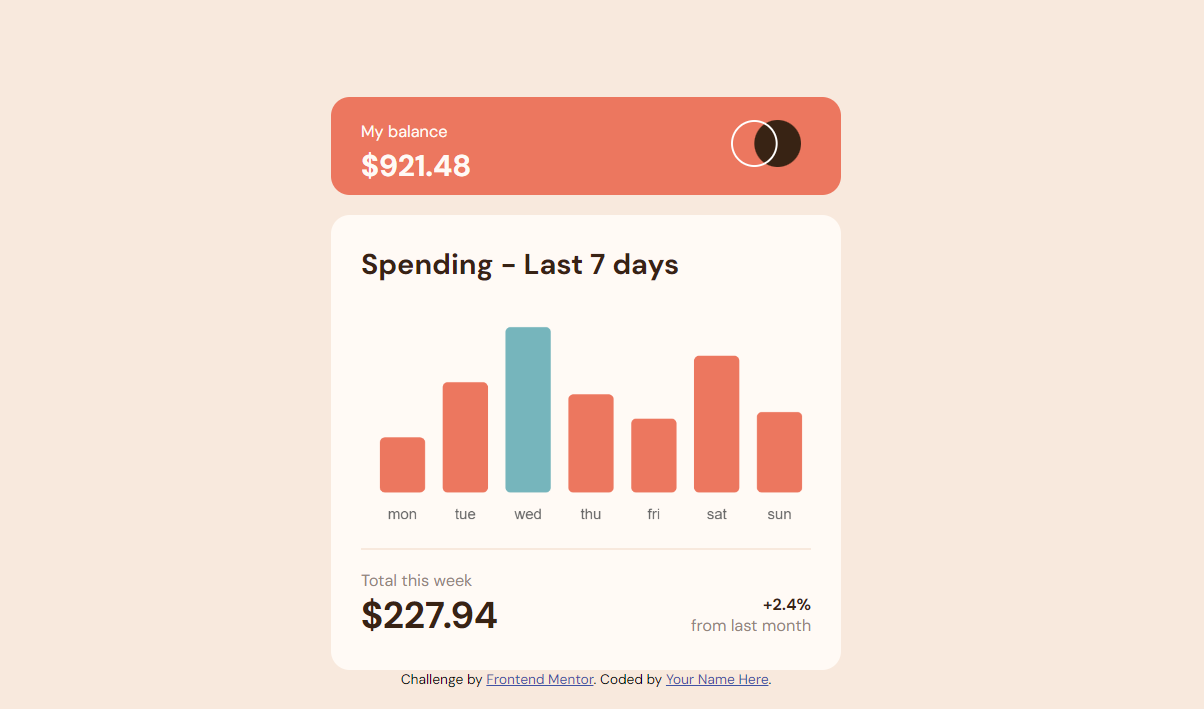 My balance
$921.48
Spending - Last 7 days
mon tue wed thu fri sat sun
Total this week
$227.94
+2.4%
from last month
Challenge by Frontend Mentor. Coded by Your Name Here.